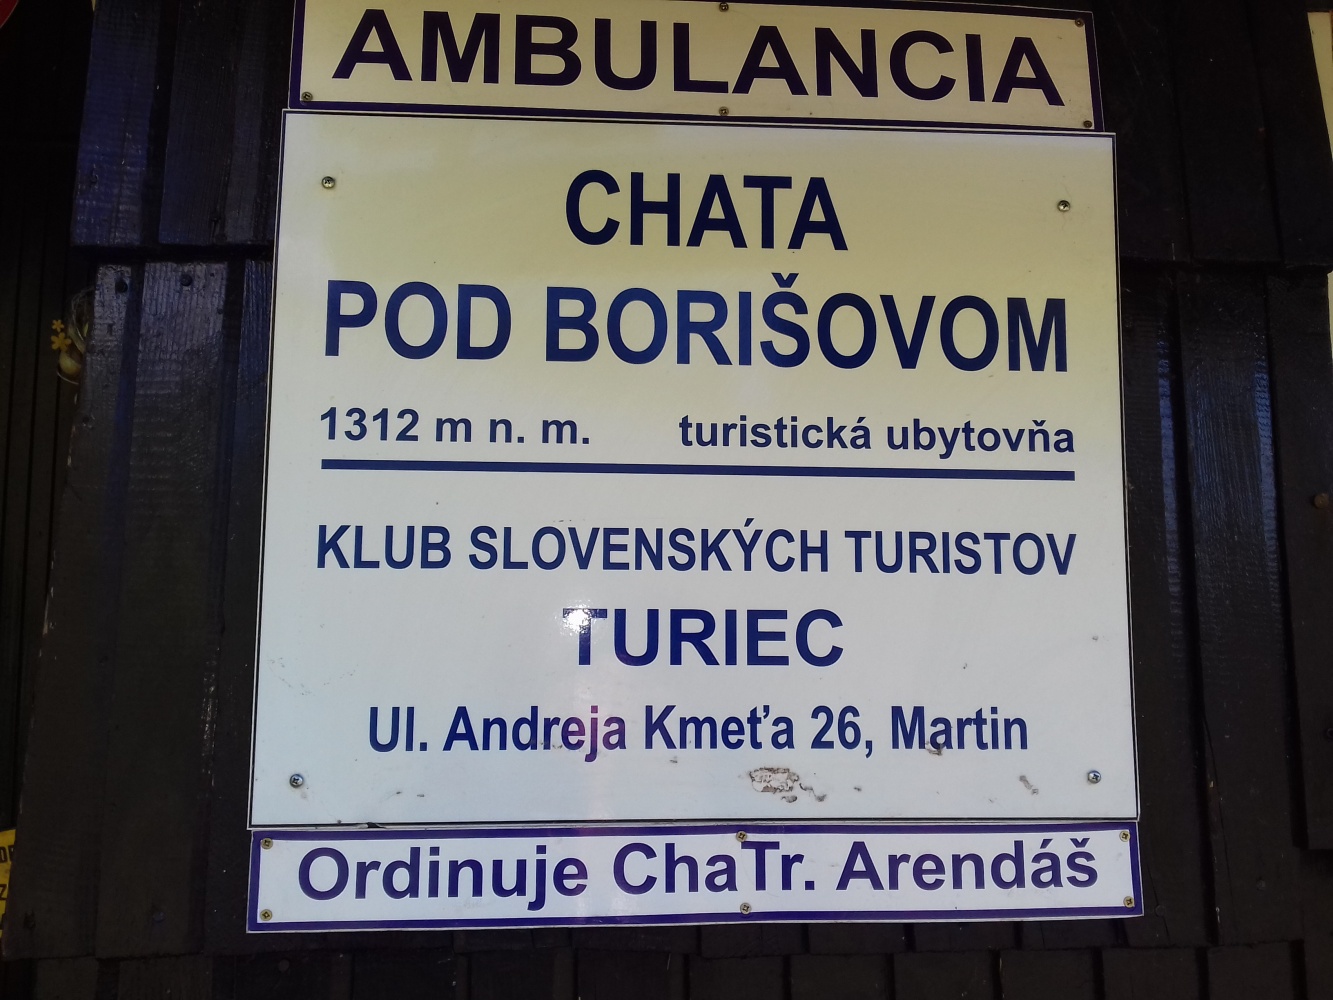 AMBULANCIA
CHATA
POD BORIŠOVOM
1312 m n. m. turistická ubytovňa
KLUB SLOVENSKÝCH TURISTOV
TURIEC
Ul. Andreja Kmeťa 26, Martin
Ordinuje ChaTr. Arendáš